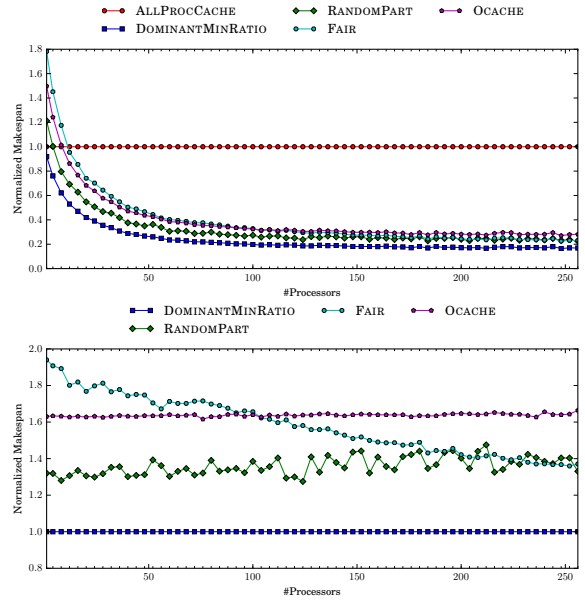 ALLPROCCACHE RANDOMPART OCACHE
DOMINANTMINRATIO FAIR
1.8
1.6
1.4
1.2
1.0
0.8
0.6
0.4
0.2
0.0
Normalized Makespan
50 100 150 200 250
#Processors
DOMINANTMINRATIO FAIR OCACHE
RANDOMPART
2.0
1.8
1.6
1.4
1.2
1.0
0.8
Normalized Makespan
50 100 150 200 250
#Processors